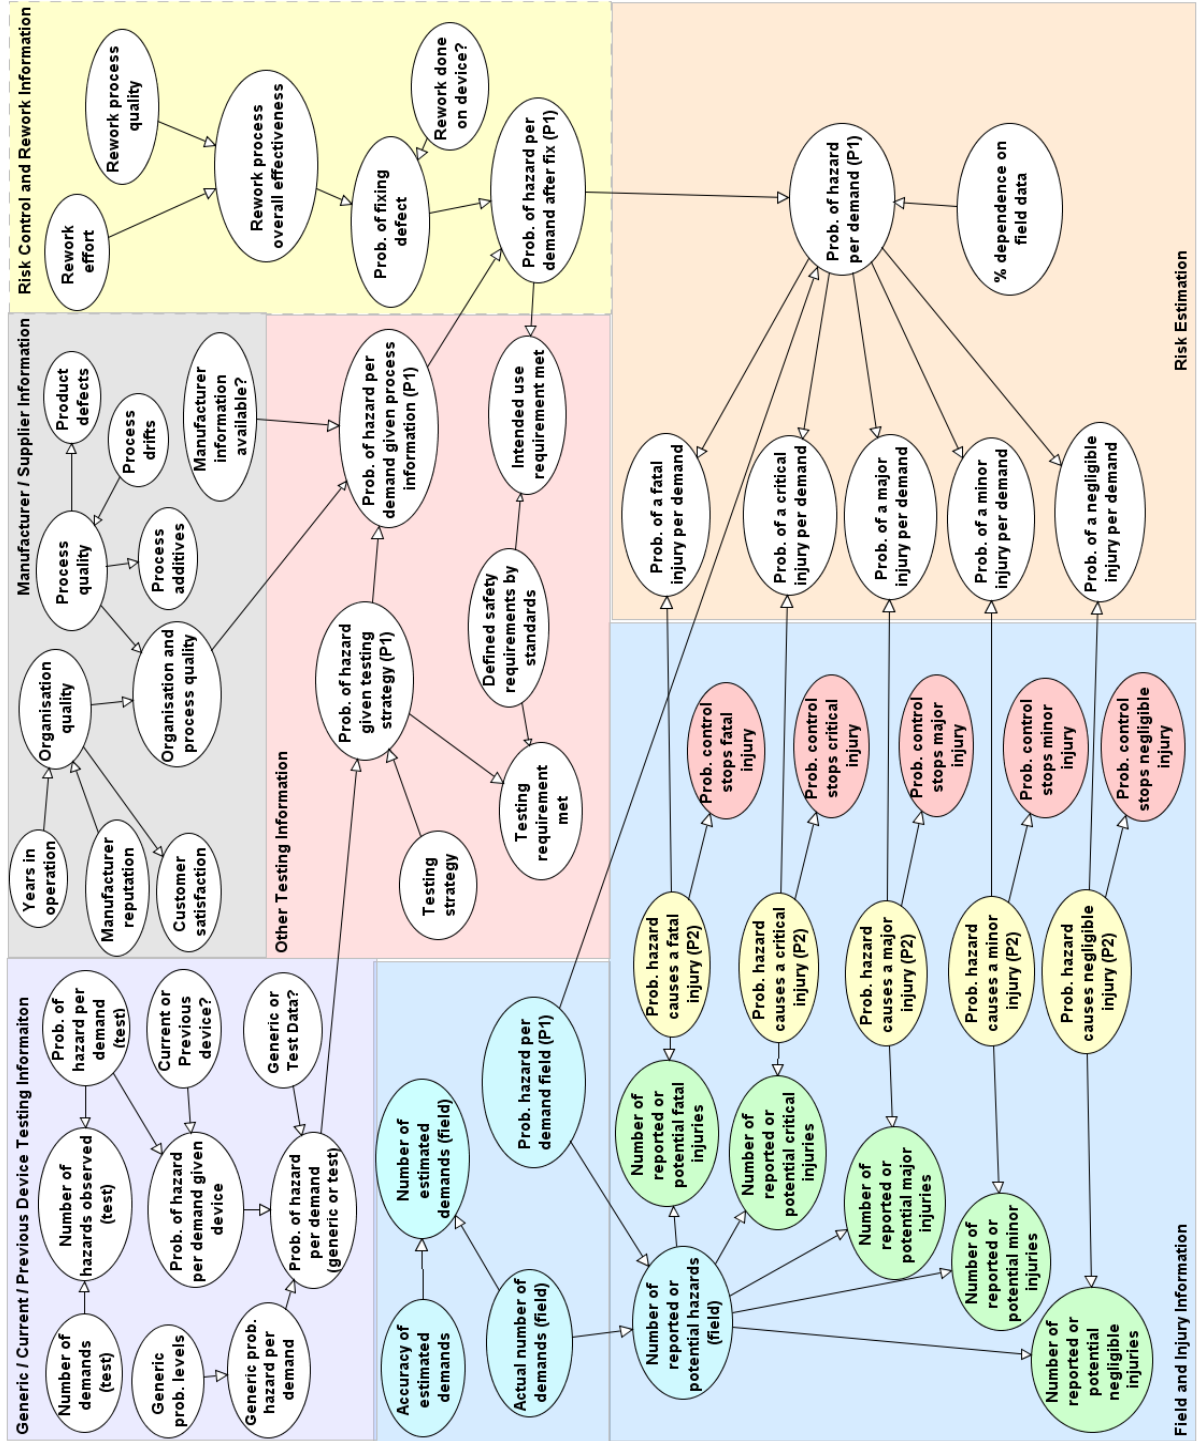 Generic / Current / Previous Device Testing Informaiton
Number of
demands
(test)
Number of
hazards observed
(test)
Prob. of
hazard per
demand
(test)
Generic
prob. levels
Prob. of hazard
per demand given
device
Current or
Previous
device?
Generic prob.
hazard per
demand
Prob. of hazard
per demand
(generic or test)
Generic or
Test Data?
Manufacturer / Supplier Information
Years in
operation
Organisation
quality
Process
quality
Product
defects
Manufacturer
reputation
Process
drifts
Customer
satisfaction
Organisation and
process quality
Process
additives
Manufacturer
information
available?
Risk Control and Rework Information
Rework
effort
Rework process
quality
Rework process
overall effectiveness
Prob. of fixing
defect
Rework done
on device?
Prob. of hazard per
demand after fix (P1)
Other Testing Information
Prob. of hazard
given testing
strategy (P1)
Prob. of hazard per
demand given process
information (P1)
Testing
strategy
Testing
requirement
met
Defined safety
requirements by
standards
Intended use
requirement met
Accuracy of
estimated
demands
Number of
estimated
demands (field)
Actual number of
demands (field)
Prob. hazard per
demand field (P1)
Number of
reported or
potential hazards
(field)
Number of
reported or
potential fatal
injuries
Prob. hazard
causes a fatal
injury (P2)
Prob. control
stops fatal
injury
Number of
reported or
potential critical
injuries
Prob. hazard
causes a critical
injury (P2)
Prob. control
stops critical
injury
Number of
reported or
potential major
injuries
Prob. hazard
causes a major
injury (P2)
Prob. control
stops major
injury
Number of
reported or
potential minor
injuries
Prob. hazard
causes a minor
injury (P2)
Prob. control
stops minor
injury
Number of
reported or
potential
negligible
injuries
Prob. hazard
causes negligible
injury (P2)
Prob. control
stops negligible
injury
Field and Injury Information
Prob. of a fatal
injury per demand
Prob. of a critical
injury per demand
Prob. of a major
injury per demand
Prob. of a minor
injury per demand
Prob. of a negligible
injury per demand
Prob. of hazard
per demand (P1)
% dependence on
field data
Risk Estimation